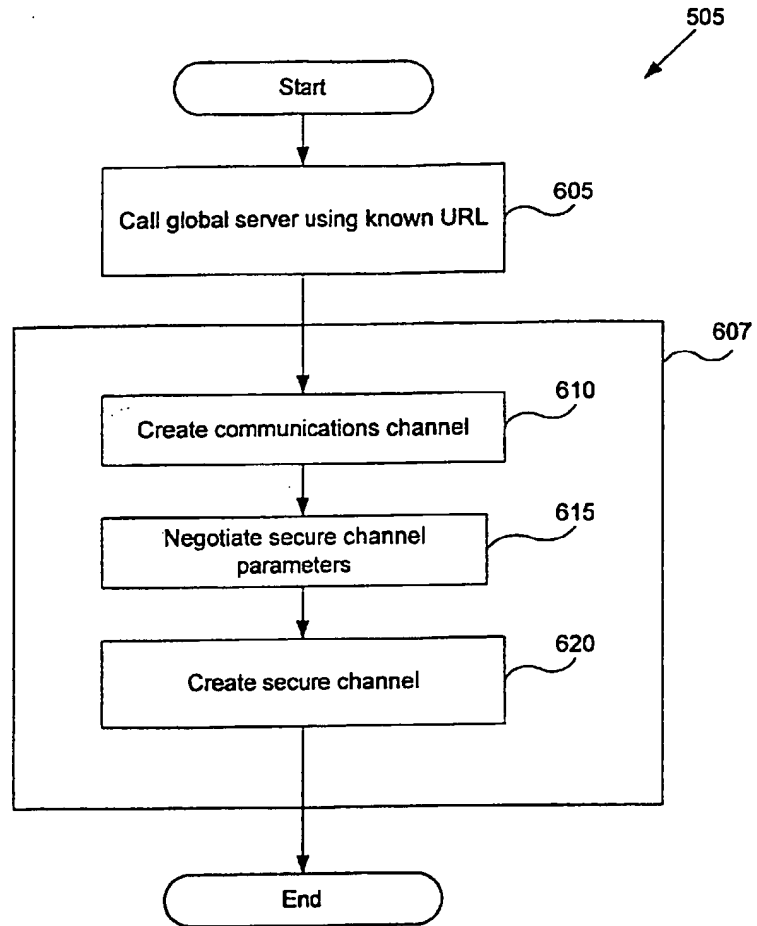 505
Start
Call global server using known URL
605
607
610
Create communications channel
615
Negotiate secure channel
parameters
620
Create secure channel
End